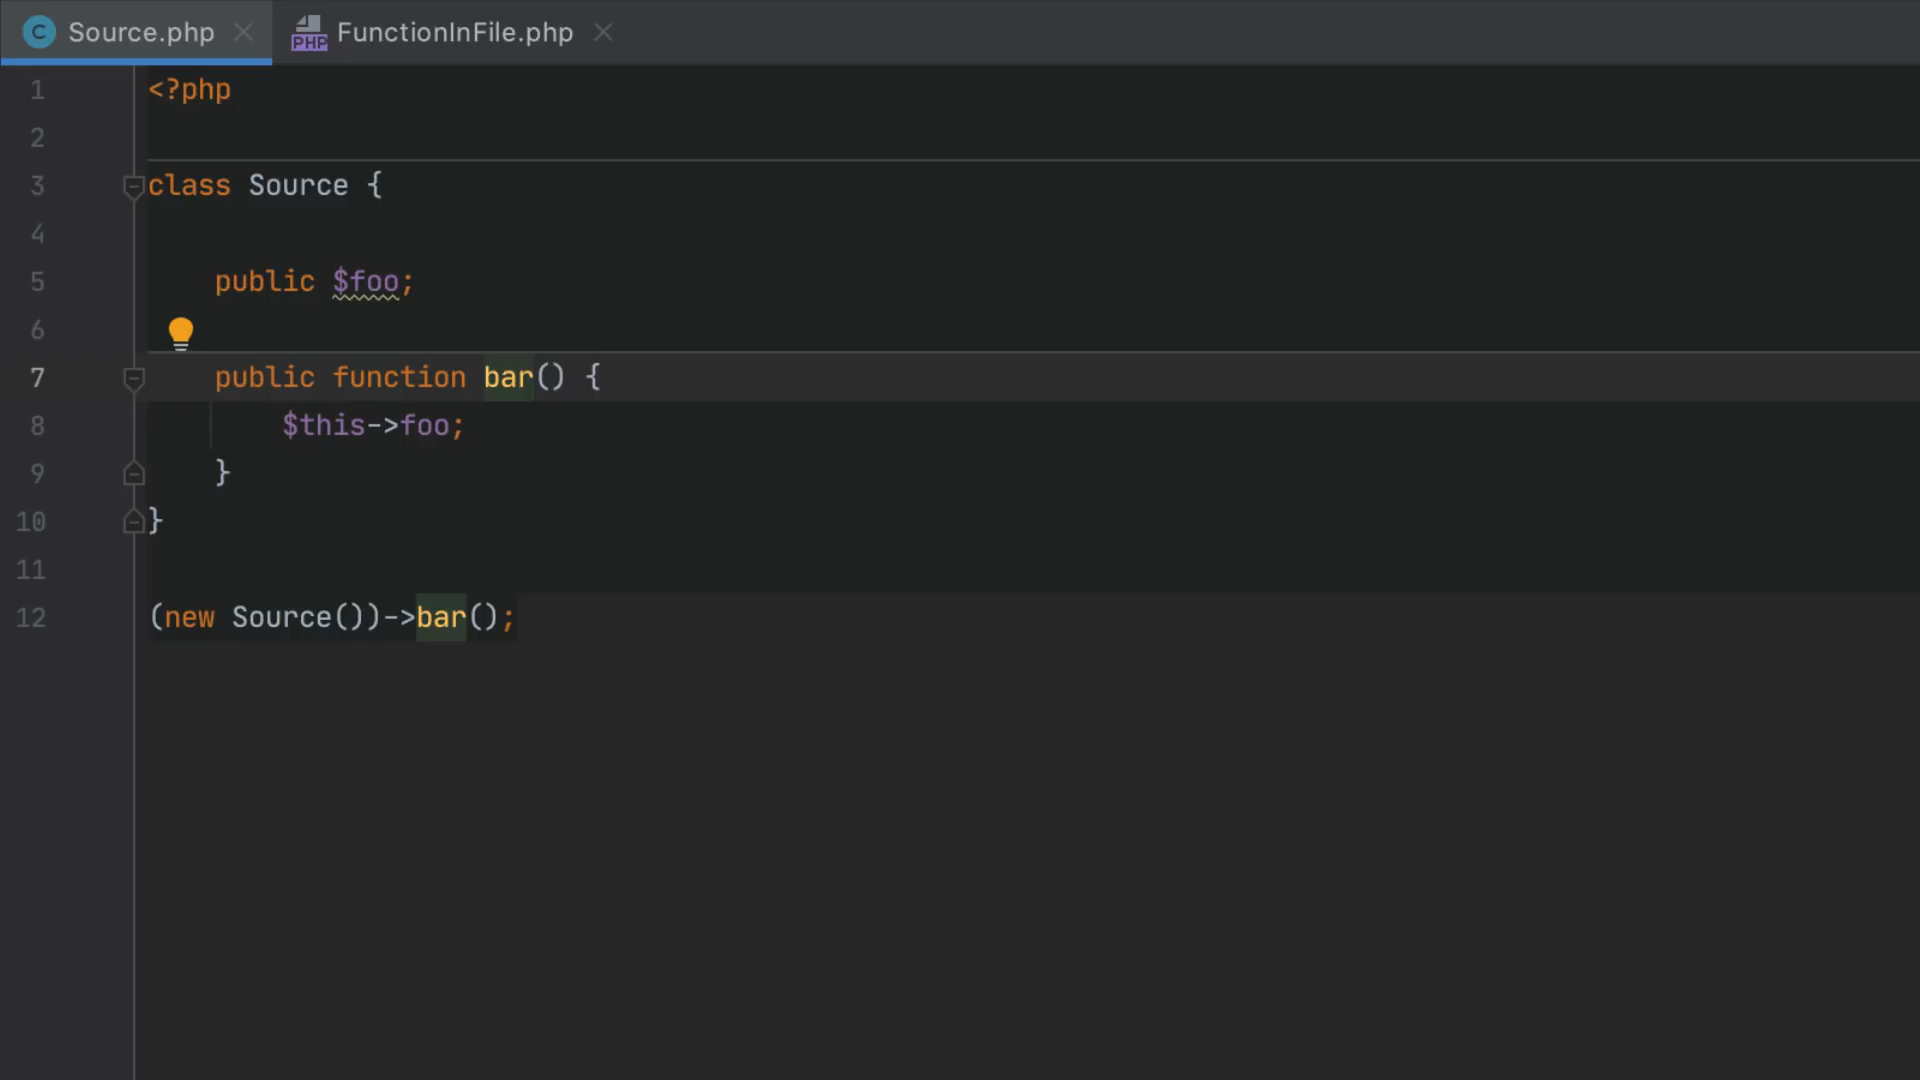 C Source.php PHP FunctionInFile.php
1 <?php
2
3 class Source {
4
5 public $foo;
6
7 public function bar() {
8 $this->foo;
9 }
10 }
11
12 (new Source())->bar();